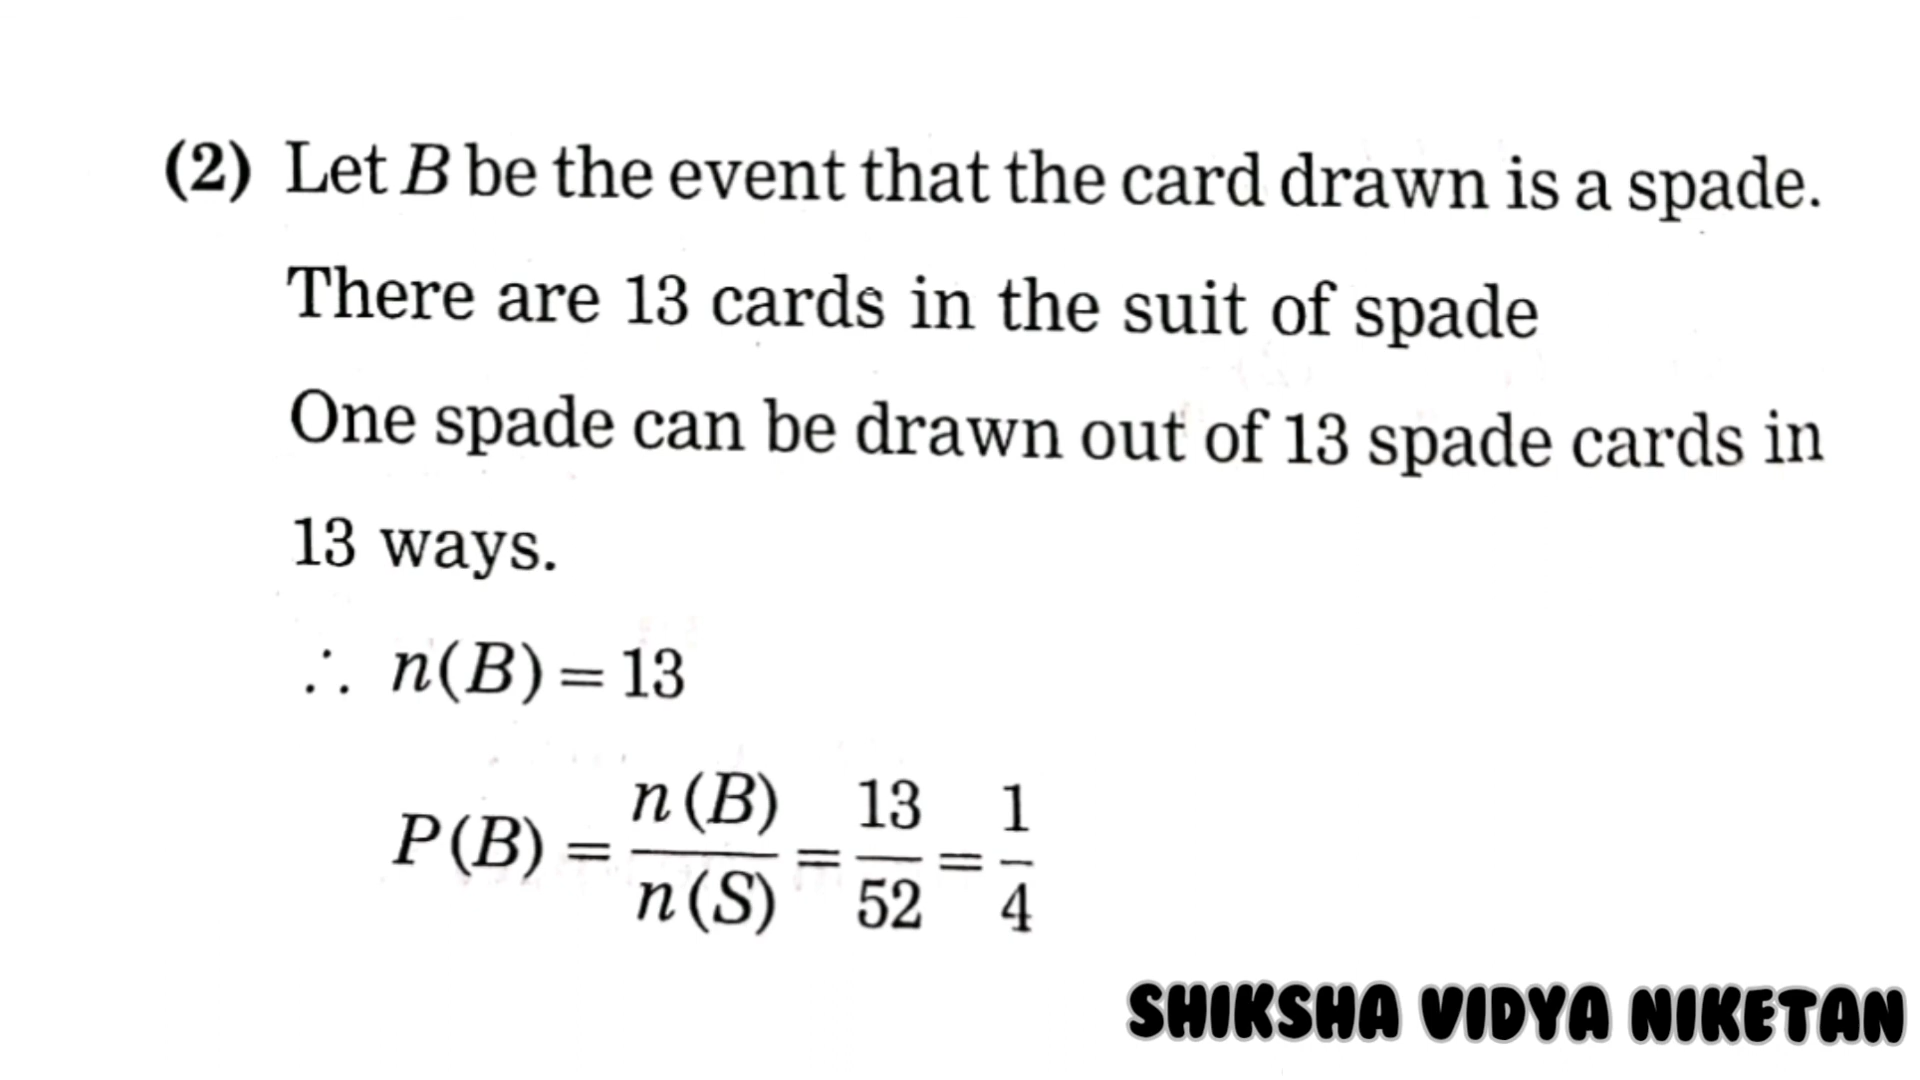 (2) Let B be the event that the card drawn is a spade.
There are 13 cards in the suit of spade
One spade can be drawn out of 13 spade cards in
13 ways.
∴ n(B) = 13
P(B) = n(B)/n(S) = 13/52 = 1/4
SHIKSHA VIDYA NIKETAN